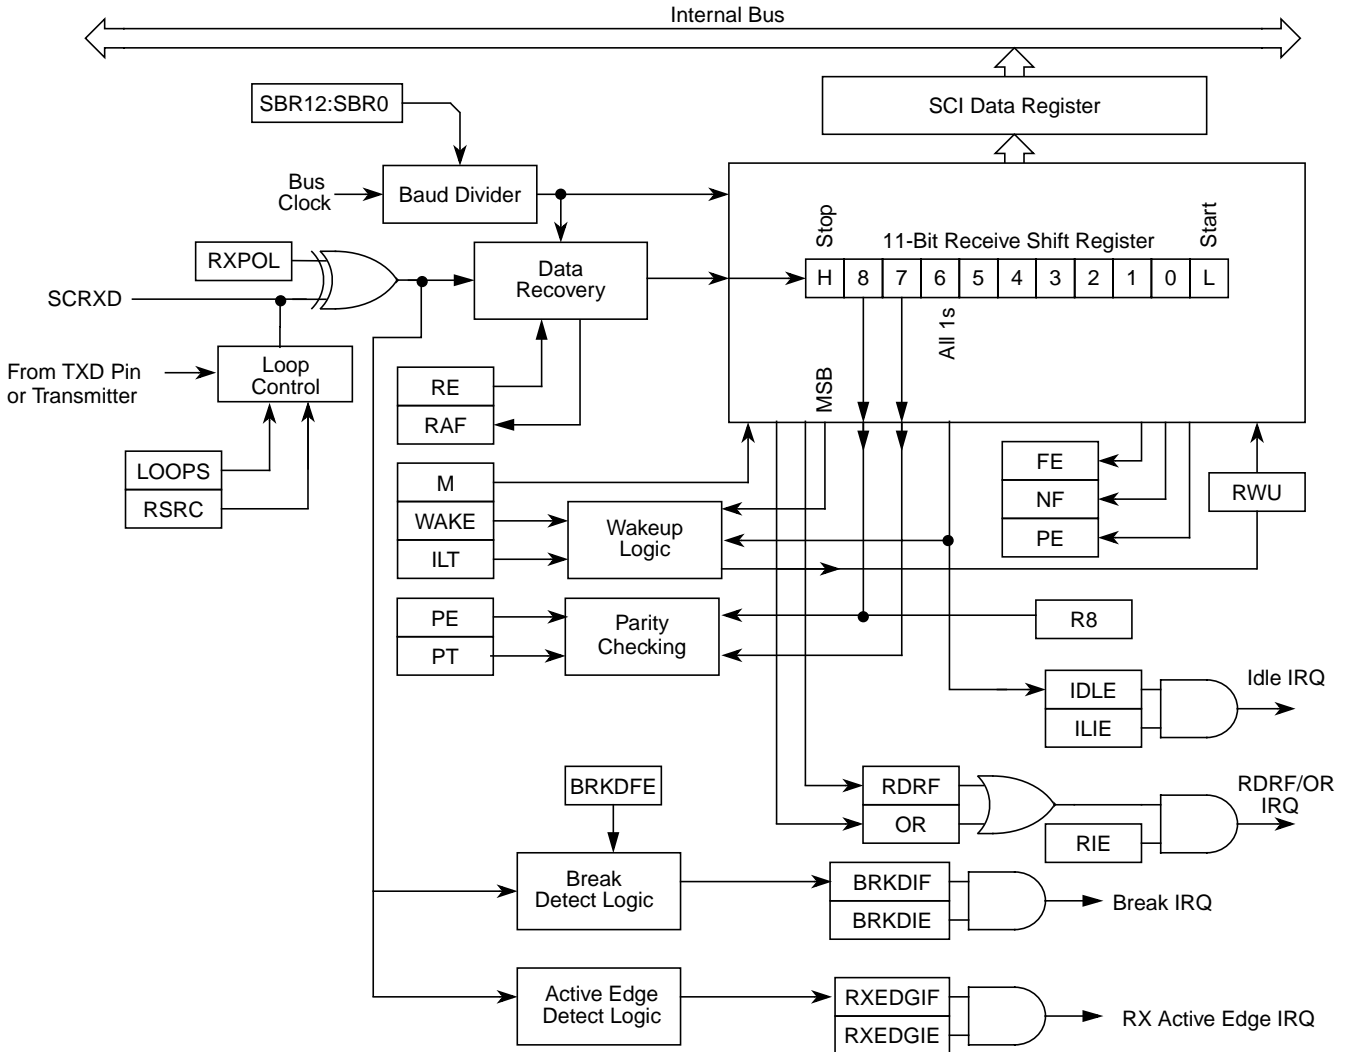 Internal Bus
SCI Data Register
SBR12:SBR0
Bus
Clock
Baud Divider
RXPOL
SCRXD
Data
Recovery
Stop
11-Bit Receive Shift Register
Start
H 8 7 6 5 4 3 2 1 0 L
All 1s
MSB
From TXD Pin
or Transmitter
Loop
Control
RE
RAF
LOOPS
RSRC
M
WAKE
ILT
Wakeup
Logic
FE
NF
PE
RWU
PE
PT
Parity
Checking
R8
IDLE
ILIE
Idle IRQ
BRKDFE
RDRF
OR
RIE
RDRF/OR
IRQ
Break
Detect Logic
BRKDIF
BRKDIE
Break IRQ
Active Edge
Detect Logic
RXEDGIF
RXEDGIE
RX Active Edge IRQ